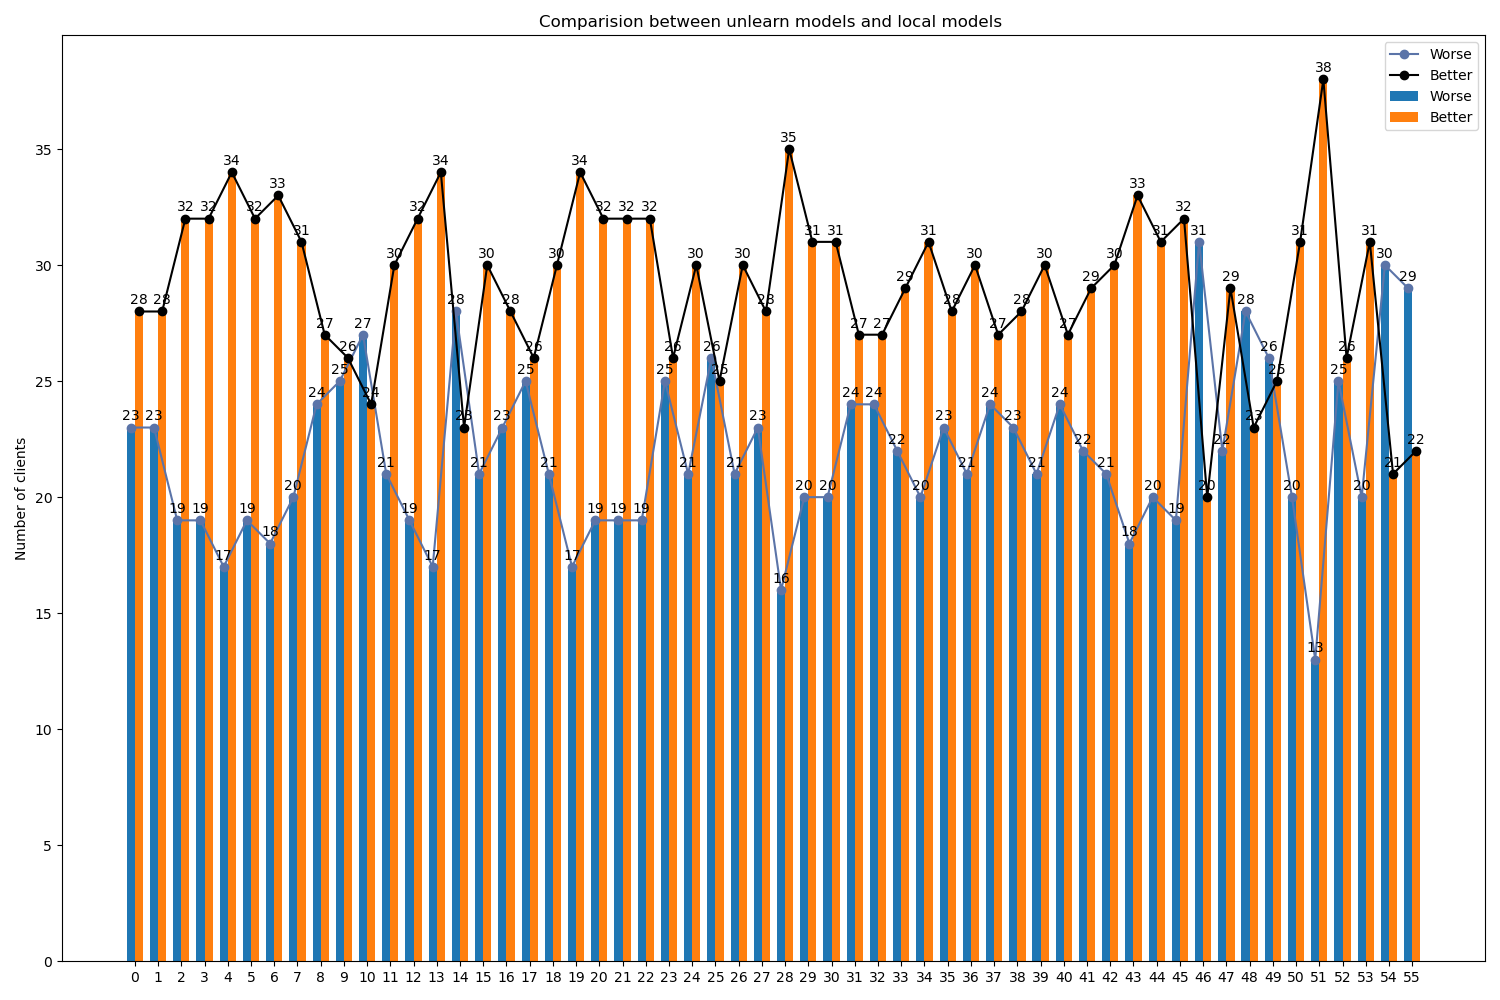 Comparision between unlearn models and local models
Worse
Better
Worse
Better
Number of clients
35
30
25
20
15
10
5
0
38
35
34 34 34
33 33
32 32 32 32 32 32 32 32
31 31 31 31 31 31 31 31
30 30 30 30 30 30 30 30 30
29 29 29 29
28 28 28 28 28 28 28 28
27 27 27 27 27 27
26 26 26 26 26 26
25 25 25 25 25 25
24 24 24 24 24 24
23 23 23 23 23 23 23 23 23
22 22 22 22
21 21 21 21 21 21 21 21 21
20 20 20 20 20 20 20 20
19 19 19 19 19 19 19 19
18 18
17 17 17
16
13
0 1 2 3 4 5 6 7 8 9 10 11 12 13 14 15 16 17 18 19 20 21 22 23 24 25 26 27 28 29 30 31 32 33 34 35 36 37 38 39 40 41 42 43 44 45 46 47 48 49 50 51 52 53 54 55